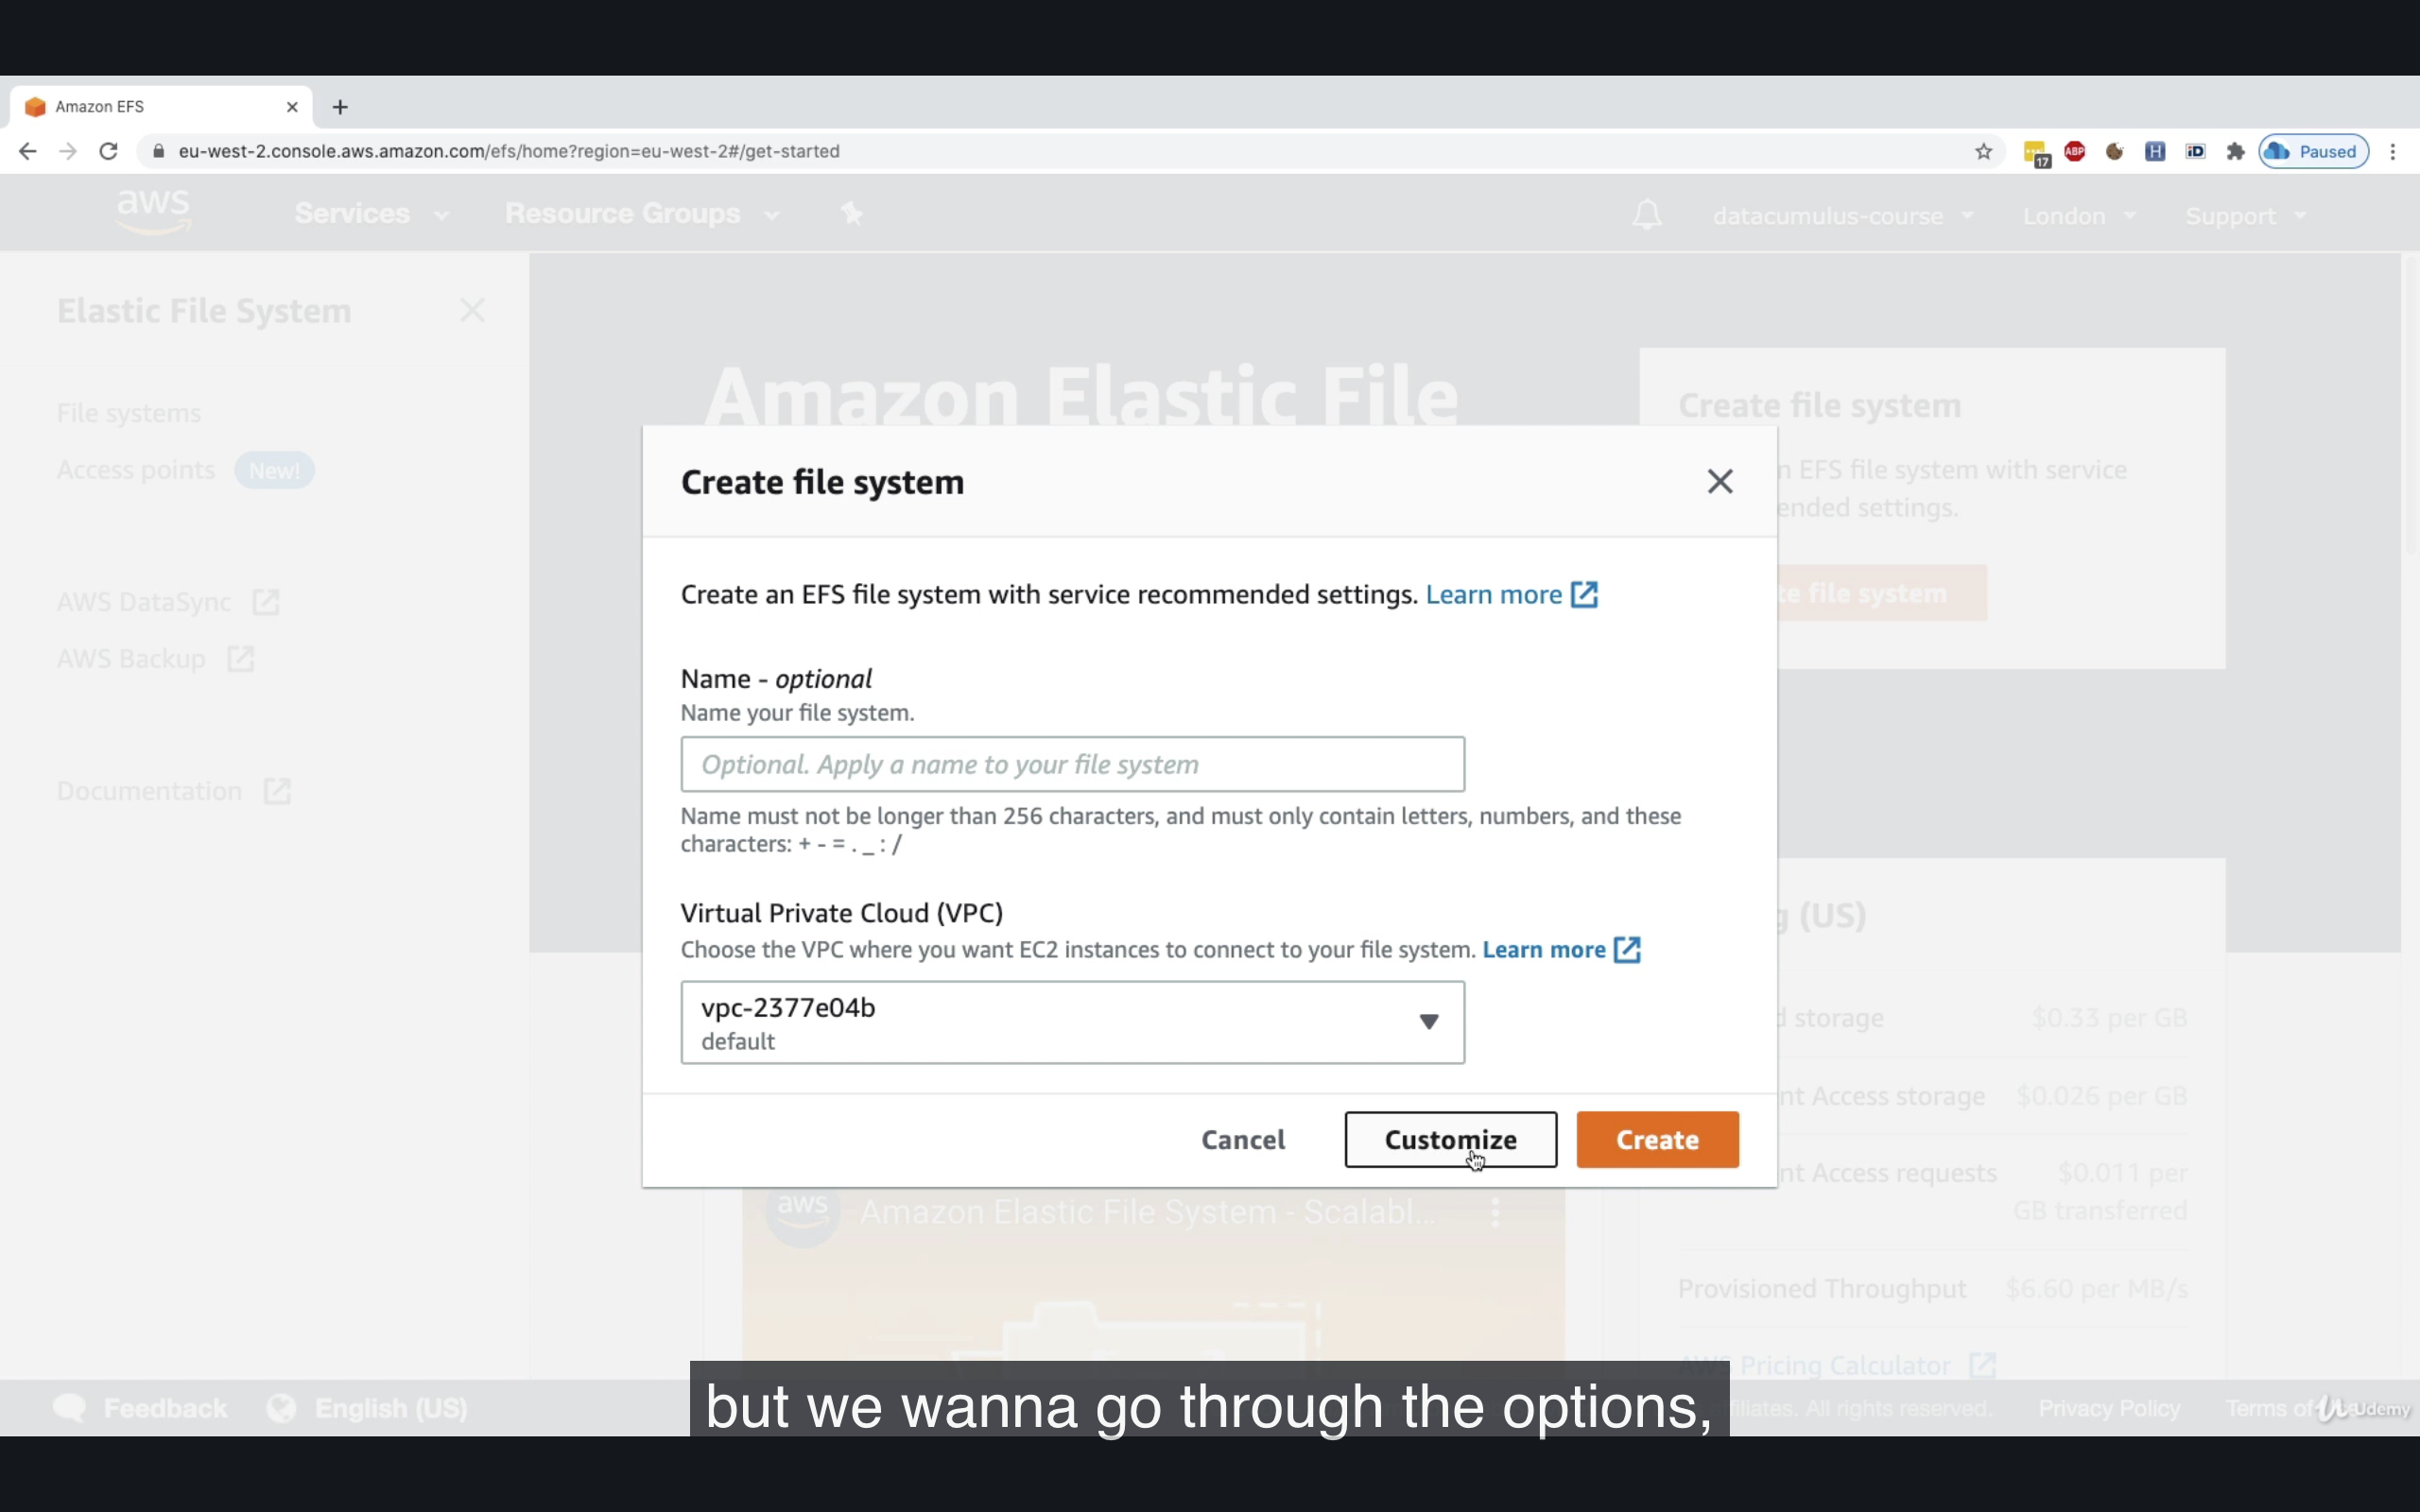 Amazon EFS
eu-west-2.console.aws.amazon.com/efs/home?region=eu-west-2#/get-started
17
ABP
H
iD
Paused
aws
Services
Resource Groups
datacumulus-course
London
Support
Elastic File System
File systems
Access points New!
AWS DataSync
AWS Backup
Documentation
Amazon Elastic File
Create file system
n EFS file system with service
ended settings.
te file system
Create file system
Create an EFS file system with service recommended settings. Learn more
Name - optional
Name your file system.
Optional. Apply a name to your file system
Name must not be longer than 256 characters, and must only contain letters, numbers, and these
characters: + - = . _ : /
Virtual Private Cloud (VPC)
Choose the VPC where you want EC2 instances to connect to your file system. Learn more
vpc-2377e04b
default
Cancel
Customize
Create
g (US)
d storage $0.33 per GB
nt Access storage $0.026 per GB
nt Access requests $0.011 per
GB transferred
Provisioned Throughput $6.60 per MB/s
AWS Pricing Calculator
aws
Amazon Elastic File System - Scalabl...
but we wanna go through the options,
Feedback
English (US)
ffiliates. All rights reserved.
Privacy Policy
Terms of
Udemy